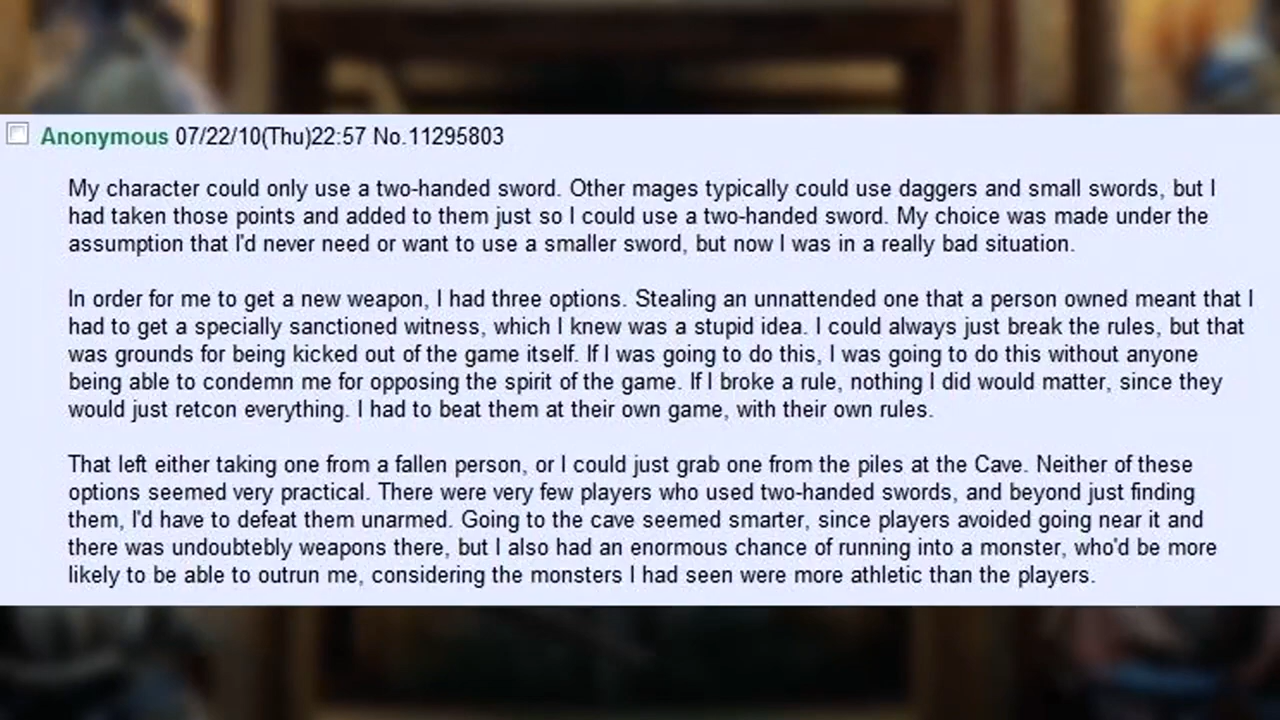 Anonymous 07/22/10(Thu)22:57 No.11295803
My character could only use a two-handed sword. Other mages typically could use daggers and small swords, but I
had taken those points and added to them just so I could use a two-handed sword. My choice was made under the
assumption that I'd never need or want to use a smaller sword, but now I was in a really bad situation.
In order for me to get a new weapon, I had three options. Stealing an unnattended one that a person owned meant that I
had to get a specially sanctioned witness, which I knew was a stupid idea. I could always just break the rules, but that
was grounds for being kicked out of the game itself. If I was going to do this, I was going to do this without anyone
being able to condemn me for opposing the spirit of the game. If I broke a rule, nothing I did would matter, since they
would just retcon everything. I had to beat them at their own game, with their own rules.
That left either taking one from a fallen person, or I could just grab one from the piles at the Cave. Neither of these
options seemed very practical. There were very few players who used two-handed swords, and beyond just finding
them, I'd have to defeat them unarmed. Going to the cave seemed smarter, since players avoided going near it and
there was undoubtebly weapons there, but I also had an enormous chance of running into a monster, who'd be more
likely to be able to outrun me, considering the monsters I had seen were more athletic than the players.